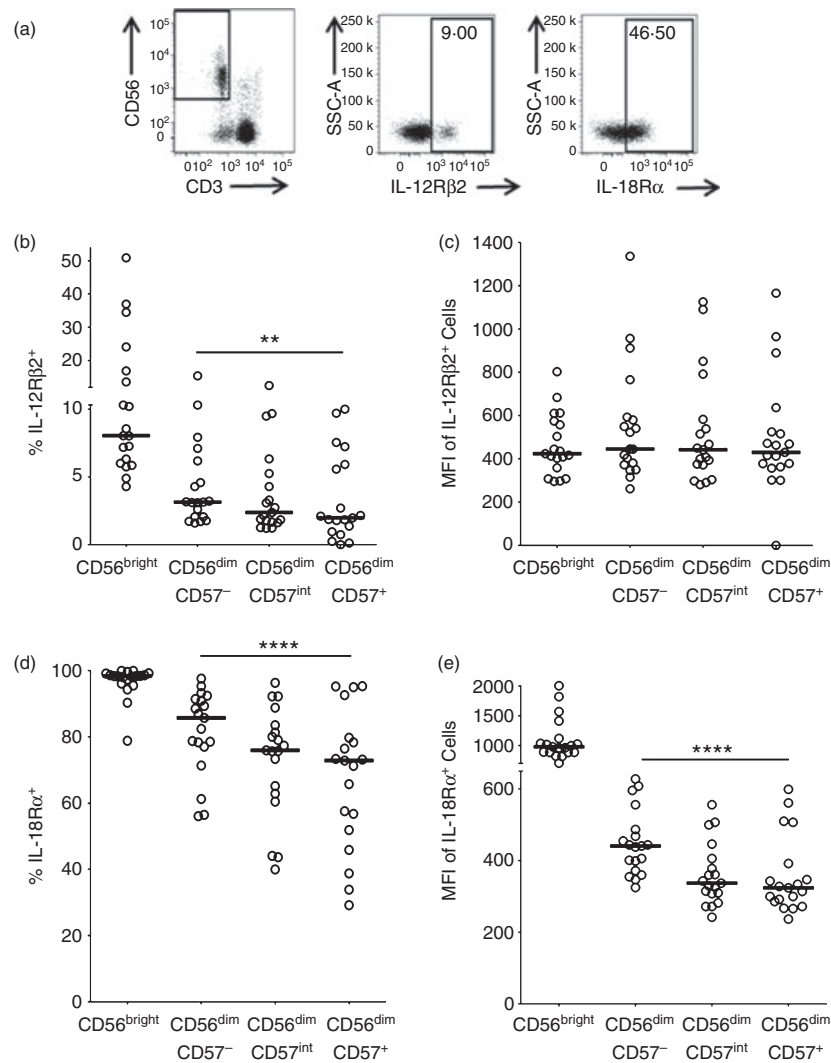 (a)
CD56
10⁵
10⁴
10³
10²
0
0 10² 10³ 10⁴ 10⁵
CD3
SSC-A
250 k
200 k
150 k
100 k
50 k
0
9·00
0 10³ 10⁴ 10⁵
IL-12Rβ2
SSC-A
250 k
200 k
150 k
100 k
50 k
0
46·50
0 10³ 10⁴ 10⁵
IL-18Rα
(b)
% IL-12Rβ2⁺
50
40
30
20
10
5
0
**
CD56ᵇʳⁱᵍʰᵗ CD56ᵈⁱᵐ CD56ᵈⁱᵐ CD56ᵈⁱᵐ
CD57⁻ CD57ⁱⁿᵗ CD57⁺
(c)
MFI of IL-12Rβ2⁺ Cells
1400
1200
1000
800
600
400
200
0
CD56ᵇʳⁱᵍʰᵗ CD56ᵈⁱᵐ CD56ᵈⁱᵐ CD56ᵈⁱᵐ
CD57⁻ CD57ⁱⁿᵗ CD57⁺
(d)
% IL-18Rα⁺
100
80
60
40
20
0
****
CD56ᵇʳⁱᵍʰᵗ CD56ᵈⁱᵐ CD56ᵈⁱᵐ CD56ᵈⁱᵐ
CD57⁻ CD57ⁱⁿᵗ CD57⁺
(e)
MFI of IL-18Rα⁺ Cells
2000
1500
1000
600
400
200
0
****
CD56ᵇʳⁱᵍʰᵗ CD56ᵈⁱᵐ CD56ᵈⁱᵐ CD56ᵈⁱᵐ
CD57⁻ CD57ⁱⁿᵗ CD57⁺